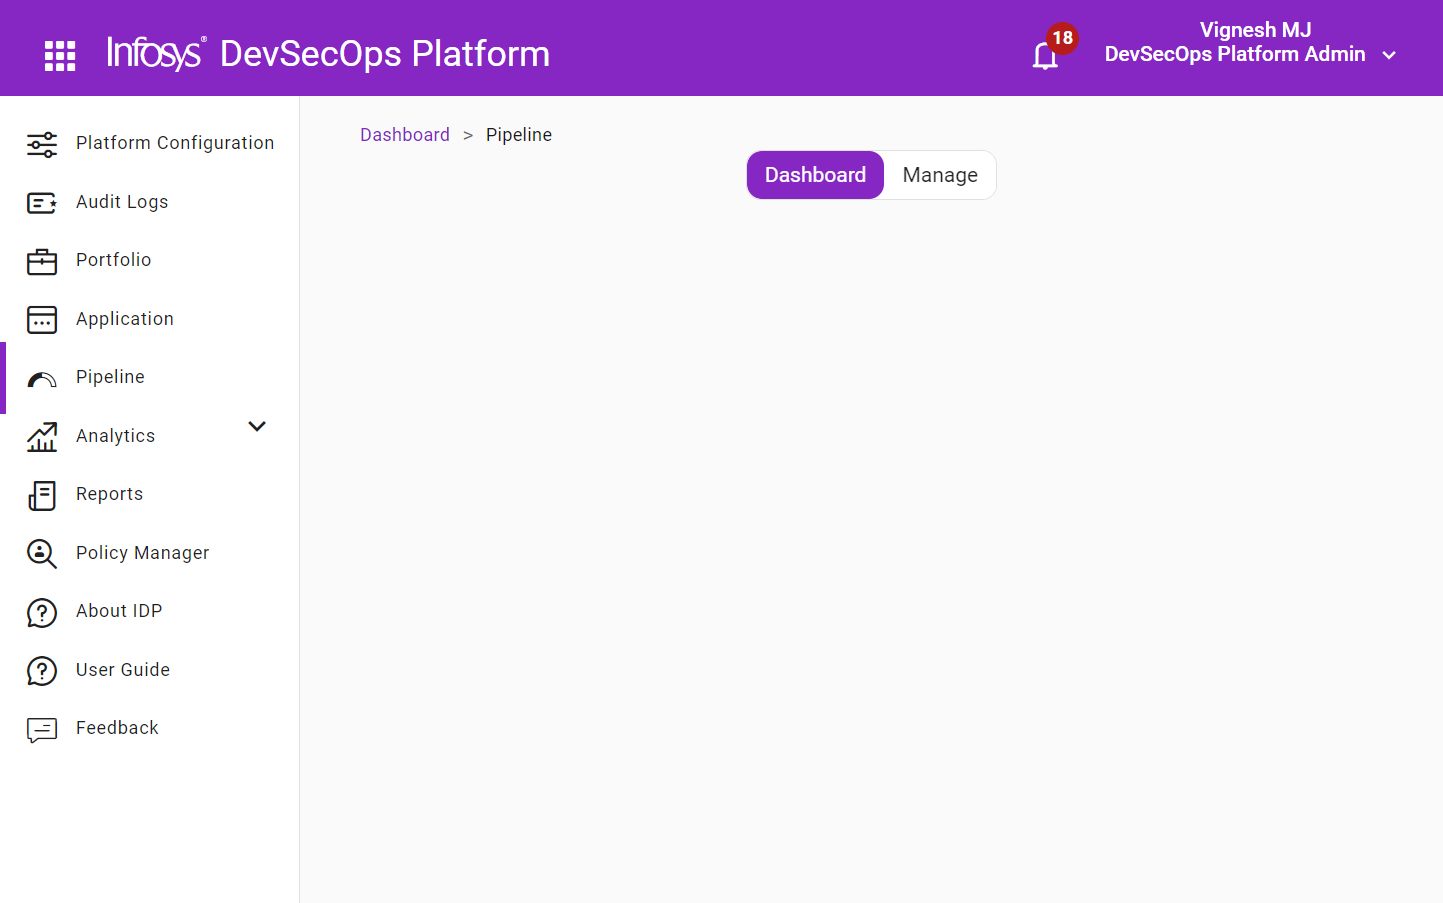 Infosys® DevSecOps Platform
18
Vignesh MJ
DevSecOps Platform Admin
Platform Configuration
Audit Logs
Portfolio
Application
Pipeline
Analytics
Reports
Policy Manager
About IDP
User Guide
Feedback
Dashboard > Pipeline
Dashboard Manage